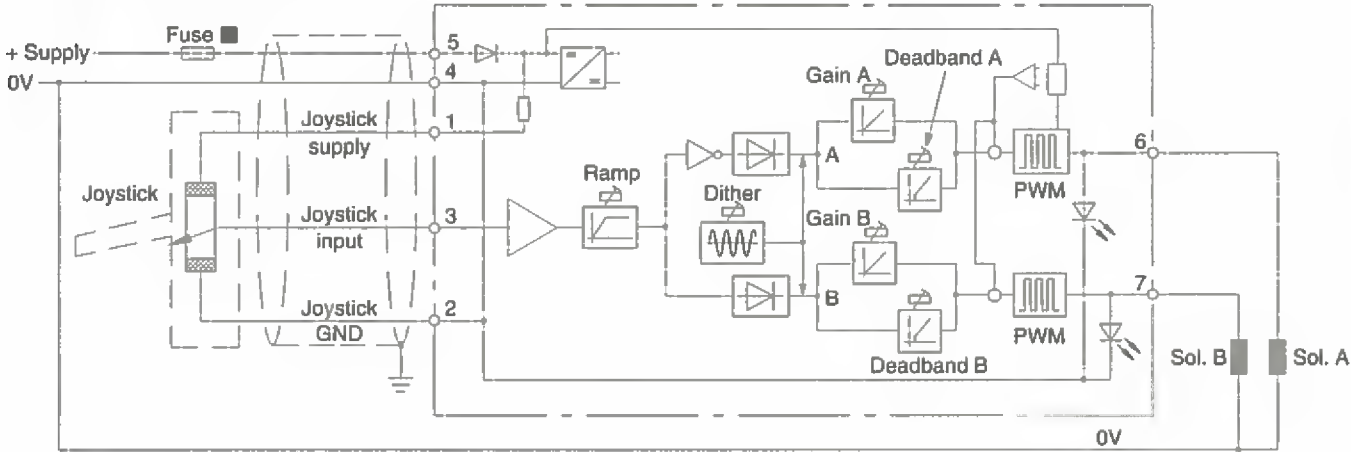 Fuse
+ Supply
0V
5
4
Joystick
supply
1
Joystick
Joystick
input
3
Joystick
GND
2
Ramp
Dither
A
B
Gain A
Deadband A
Gain B
Deadband B
PWM
PWM
6
7
Sol. B
Sol. A
0V